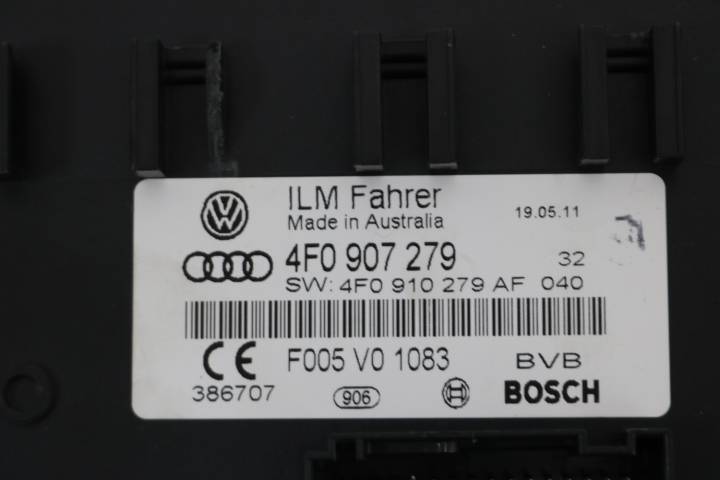 ILM Fahrer
Made in Australia
19.05.11
4F0 907 279 32
SW: 4F0 910 279 AF 040
CE F005 V0 1083 BVB
386707 906 BOSCH